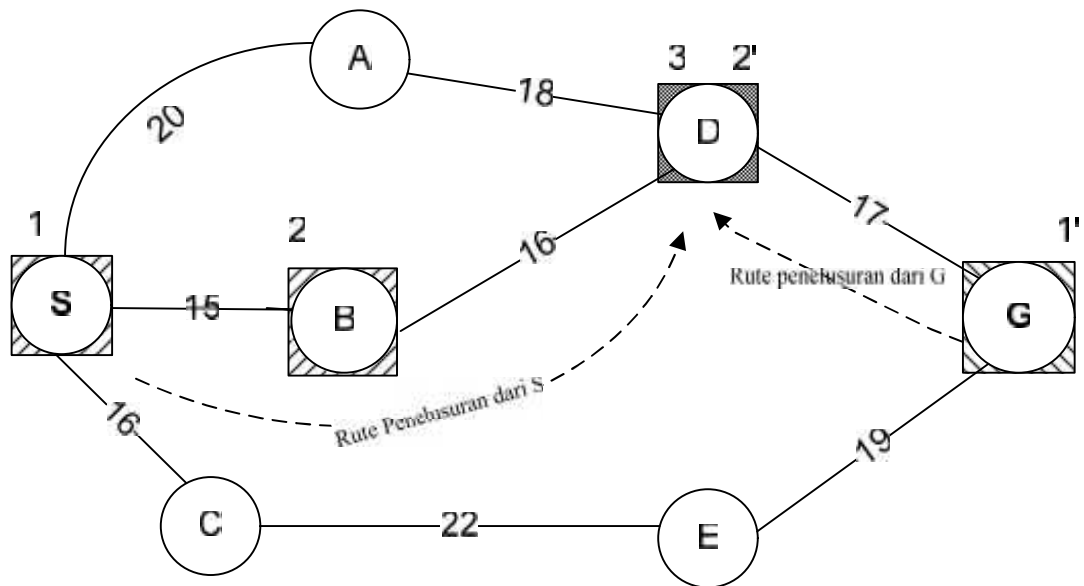 A
3 2'
20
18
D
1
2
17
1'
16
Rute penelusuran dari G
S
15
B
G
Rute Penelusuran dari S
16
19
C
22
E